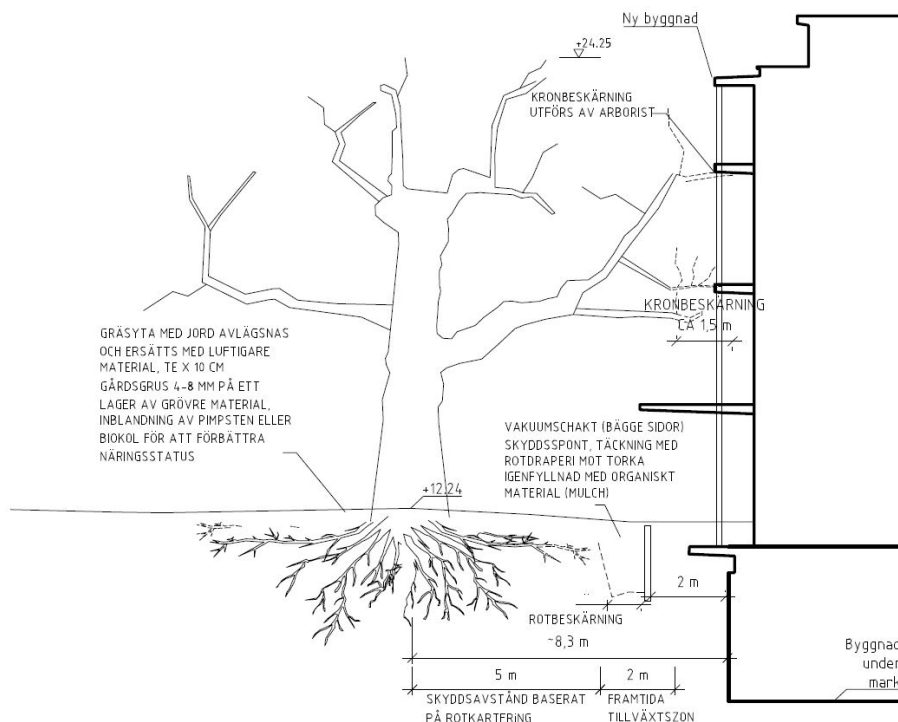 Ny byggnad
+24.25
KRONBESKÄRNING
UTFÖRS AV ARBORIST
KRONBESKÄRNING
CA 1,5 m
GRÄSYTA MED JORD AVLÄGSNAS
OCH ERSÄTTS MED LUFTIGARE
MATERIAL, TE X 10 CM
GÅRDSGRUS 4-8 MM PÅ ETT
LAGER AV GRÖVRE MATERIAL,
INBLANDNING AV PIMPSTEN ELLER
BIOKOL FÖR ATT FÖRBÄTTRA
NÄRINGSSTATUS
VAKUUMSCHAKT (BÄGGE SIDOR)
SKYDDSSPONT, TÄCKNING MED
ROTDRAPERI MOT TORKA
IGENFYLLNAD MED ORGANISKT
MATERIAL (MULCH)
+12.24
2 m
ROTBESKÄRNING
~8,3 m
Byggnad
under
mark
5 m
2 m
SKYDDSAVSTÅND BASERAT
PÅ ROTKARTERING
FRAMTIDA
TILLVÄXTSZON